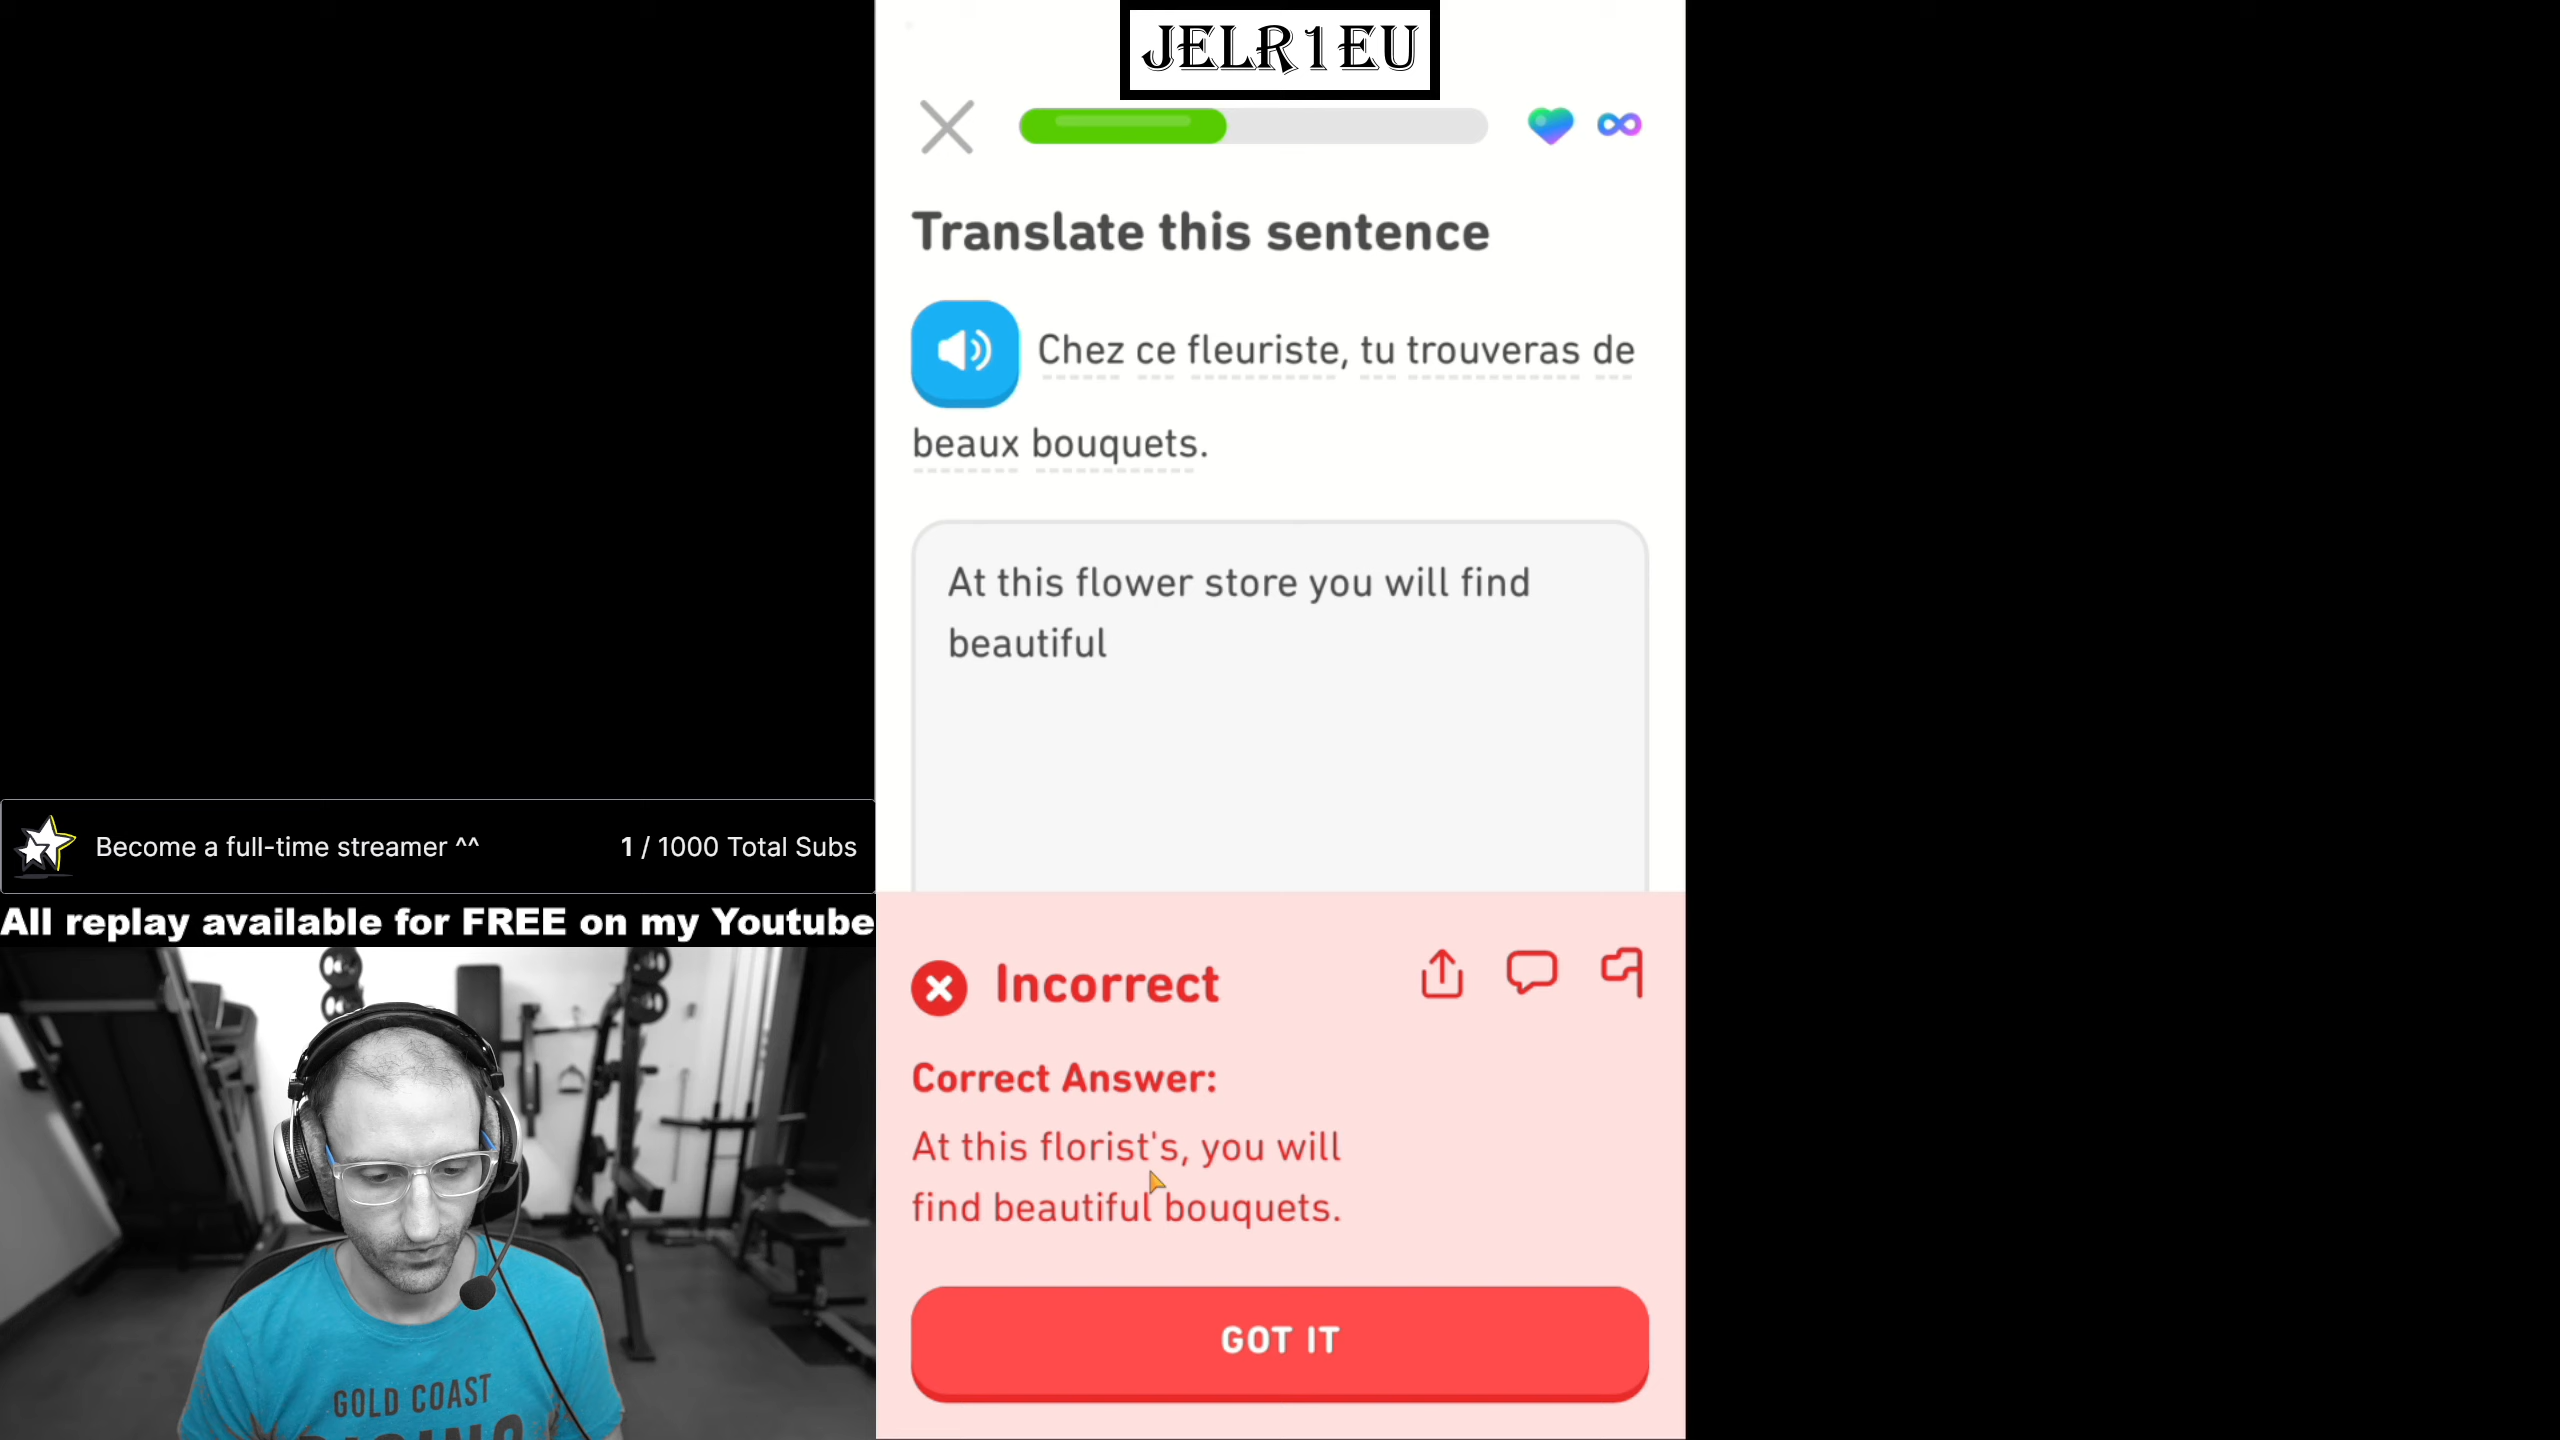 JELR1EU
Translate this sentence
Chez ce fleuriste, tu trouveras de
beaux bouquets.
At this flower store you will find
beautiful
Become a full-time streamer ^^ 1 / 1000 Total Subs
All replay available for FREE on my Youtube
Incorrect
Correct Answer:
At this florist's, you will
find beautiful bouquets.
GOT IT
GOLD COAST